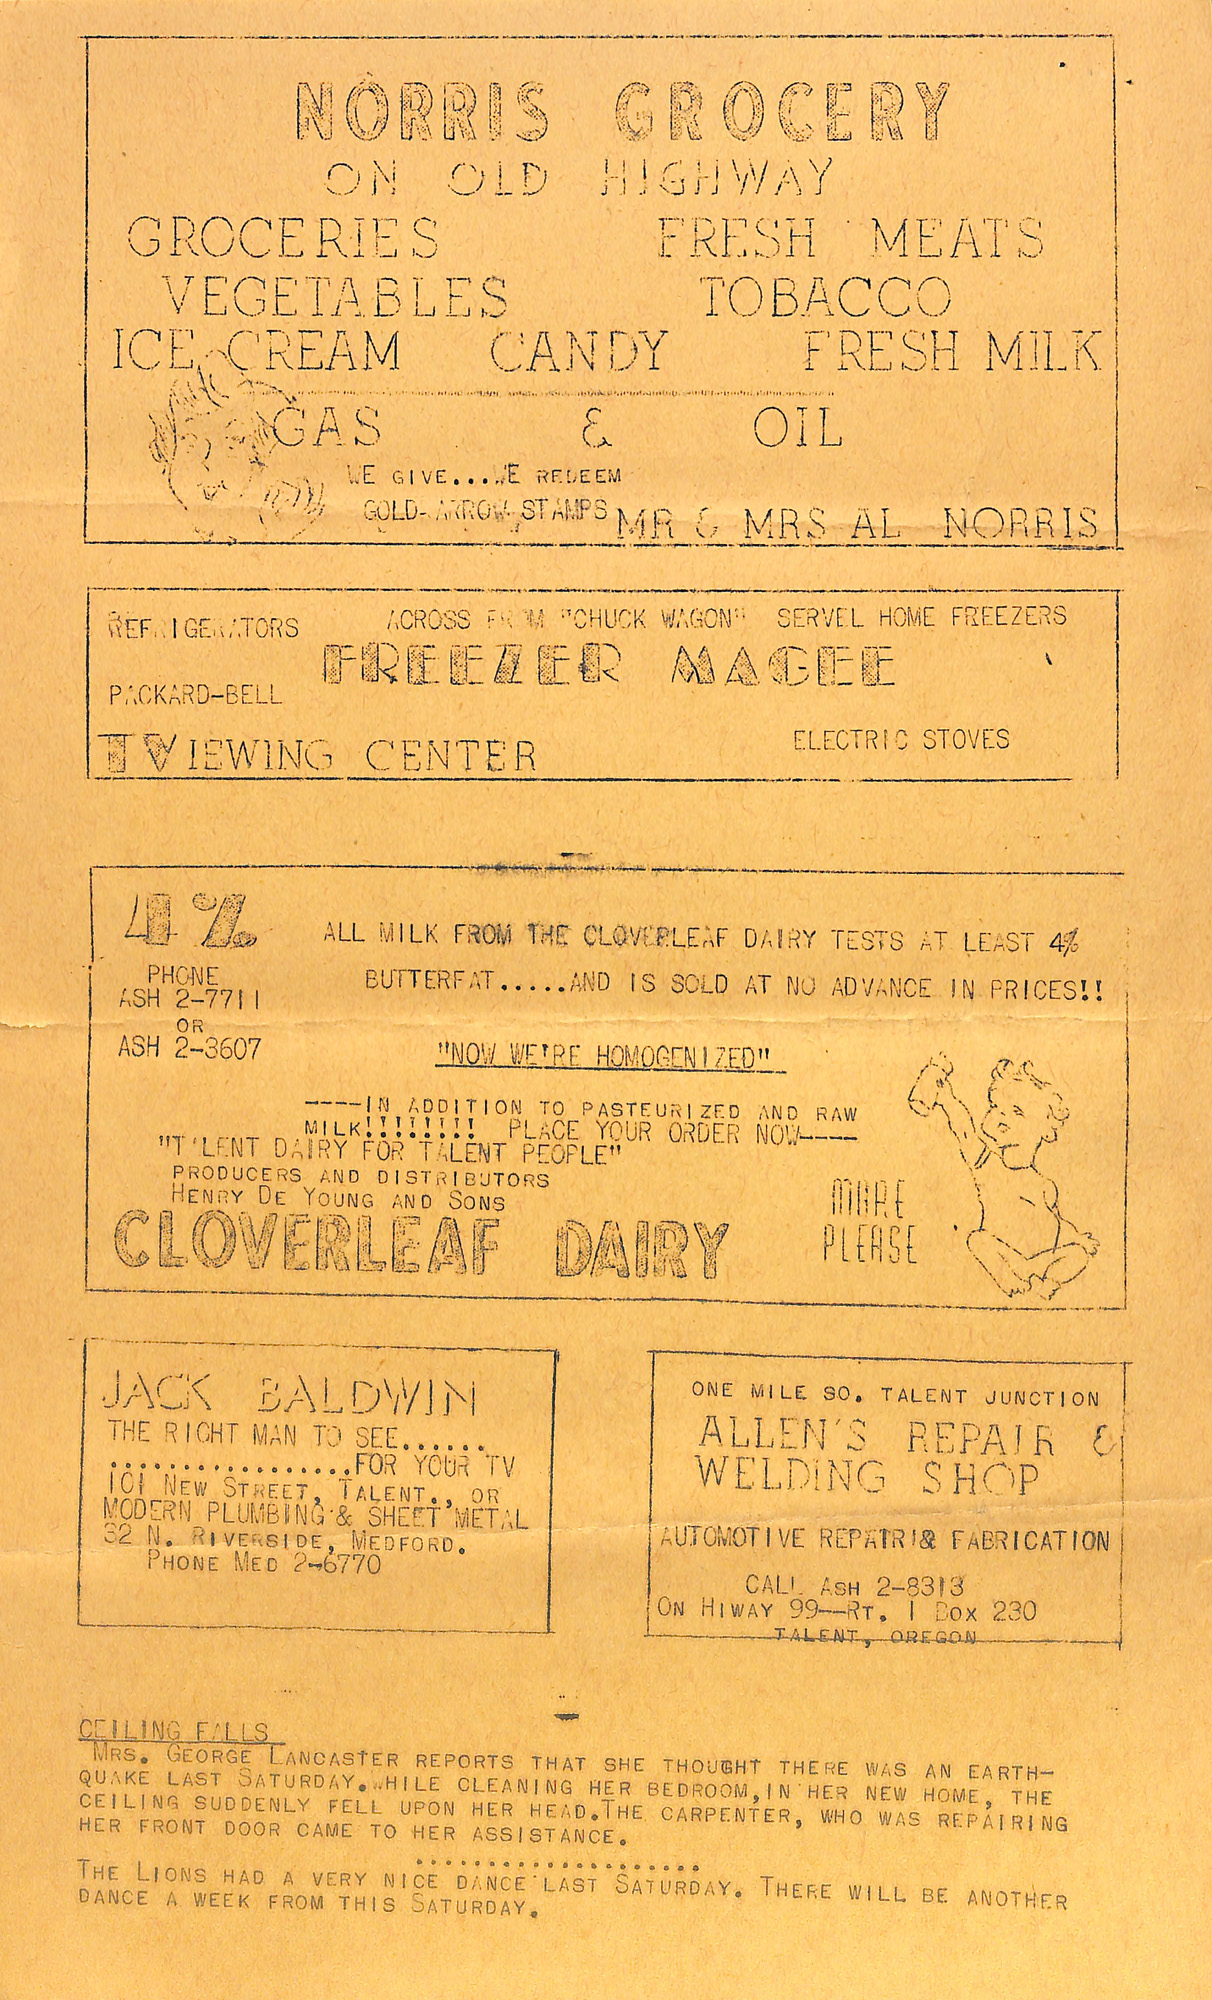 NORRIS GROCERY
ON OLD HIGHWAY
GROCERIES FRESH MEATS
VEGETABLES TOBACCO
ICE CREAM CANDY FRESH MILK
GAS & OIL
WE GIVE...WE REDEEM
GOLD-ARROW STAMPS
MR & MRS AL NORRIS
REFRIGERATORS ACROSS FROM "CHUCK WAGON" SERVEL HOME FREEZERS
FREEZER MAGEE
PACKARD-BELL
TVIEWING CENTER ELECTRIC STOVES
4%
ALL MILK FROM THE CLOVERLEAF DAIRY TESTS AT LEAST 4%
PHONE
ASH 2-7711
BUTTERFAT.....AND IS SOLD AT NO ADVANCE IN PRICES!!
OR
ASH 2-3607
"NOW WE'RE HOMOGENIZED"
----IN ADDITION TO PASTEURIZED AND RAW
MILK!!!!!!!! PLACE YOUR ORDER NOW----
"TALENT DAIRY FOR TALENT PEOPLE"
PRODUCERS AND DISTRIBUTORS
HENRY DE YOUNG AND SONS
CLOVERLEAF DAIRY
MORE
PLEASE
JACK BALDWIN
THE RIGHT MAN TO SEE......
.................FOR YOUR TV
101 NEW STREET, TALENT., OR
MODERN PLUMBING & SHEET METAL
32 N. RIVERSIDE, MEDFORD.
PHONE MED 2-6770
ONE MILE SO. TALENT JUNCTION
ALLEN'S REPAIR &
WELDING SHOP
AUTOMOTIVE REPAIR & FABRICATION
CALL ASH 2-8313
ON HIWAY 99--RT. 1 BOX 230
TALENT, OREGON
CEILING FALLS
MRS. GEORGE LANCASTER REPORTS THAT SHE THOUGHT THERE WAS AN EARTH-
QUAKE LAST SATURDAY.WHILE CLEANING HER BEDROOM,IN HER NEW HOME, THE
CEILING SUDDENLY FELL UPON HER HEAD.THE CARPENTER, WHO WAS REPAIRING
HER FRONT DOOR CAME TO HER ASSISTANCE.
....................
THE LIONS HAD A VERY NICE DANCE LAST SATURDAY. THERE WILL BE ANOTHER
DANCE A WEEK FROM THIS SATURDAY.